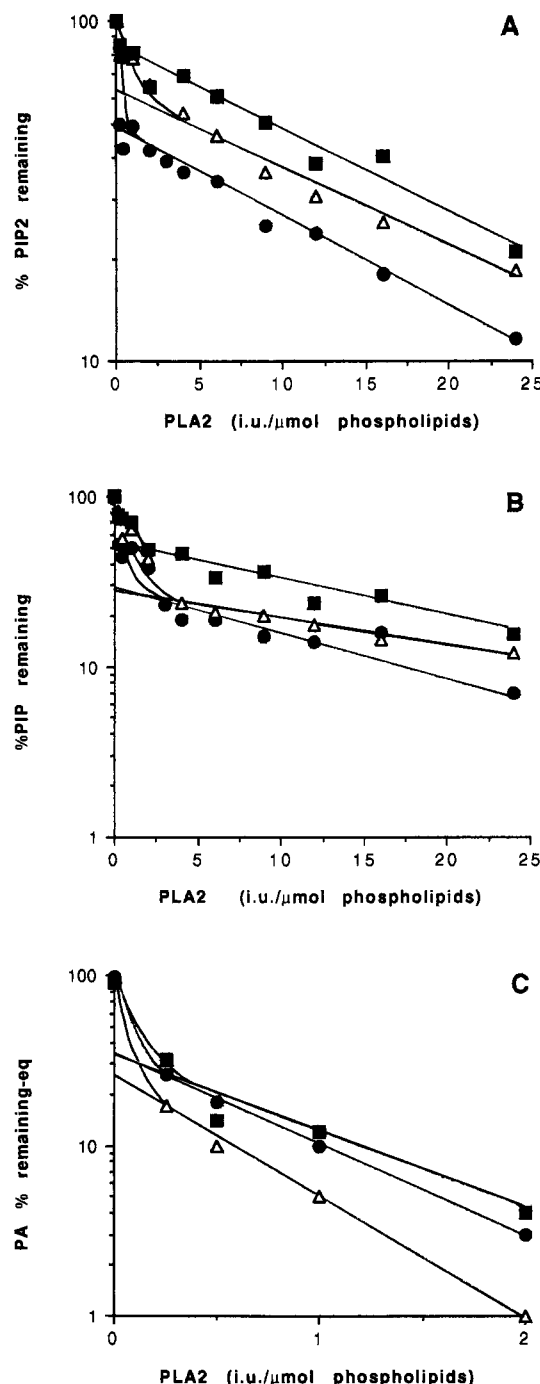 A
100
10
% PIP2 remaining
0 5 10 15 20 25
PLA2 (i.u./μmol phospholipids)
B
100
10
1
%PIP remaining
0 5 10 15 20 25
PLA2 (i.u./μmol phospholipids)
C
100
10
1
PA % remaining-eq
0 1 2
PLA2 (i.u./μmol phospholipids)